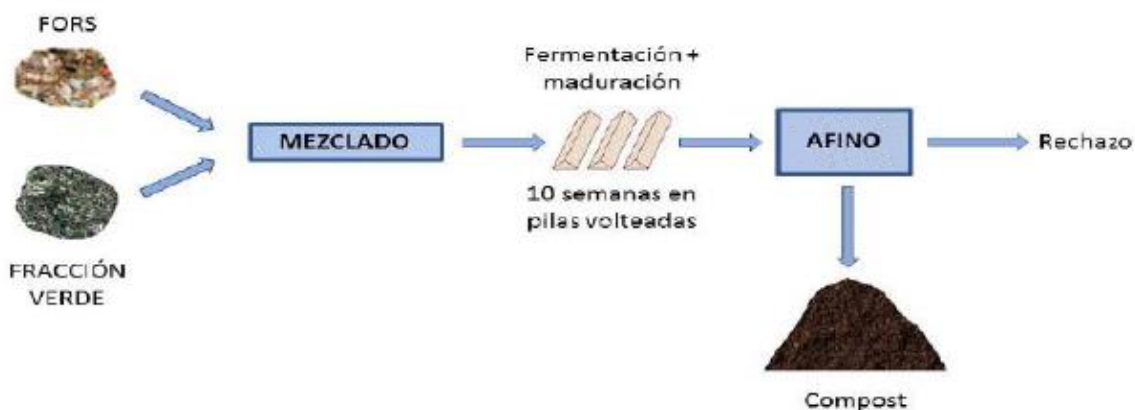 FORS
FRACCIÓN
VERDE
MEZCLADO
Fermentación +
maduración
10 semanas en
pilas volteadas
AFINO
Rechazo
Compost